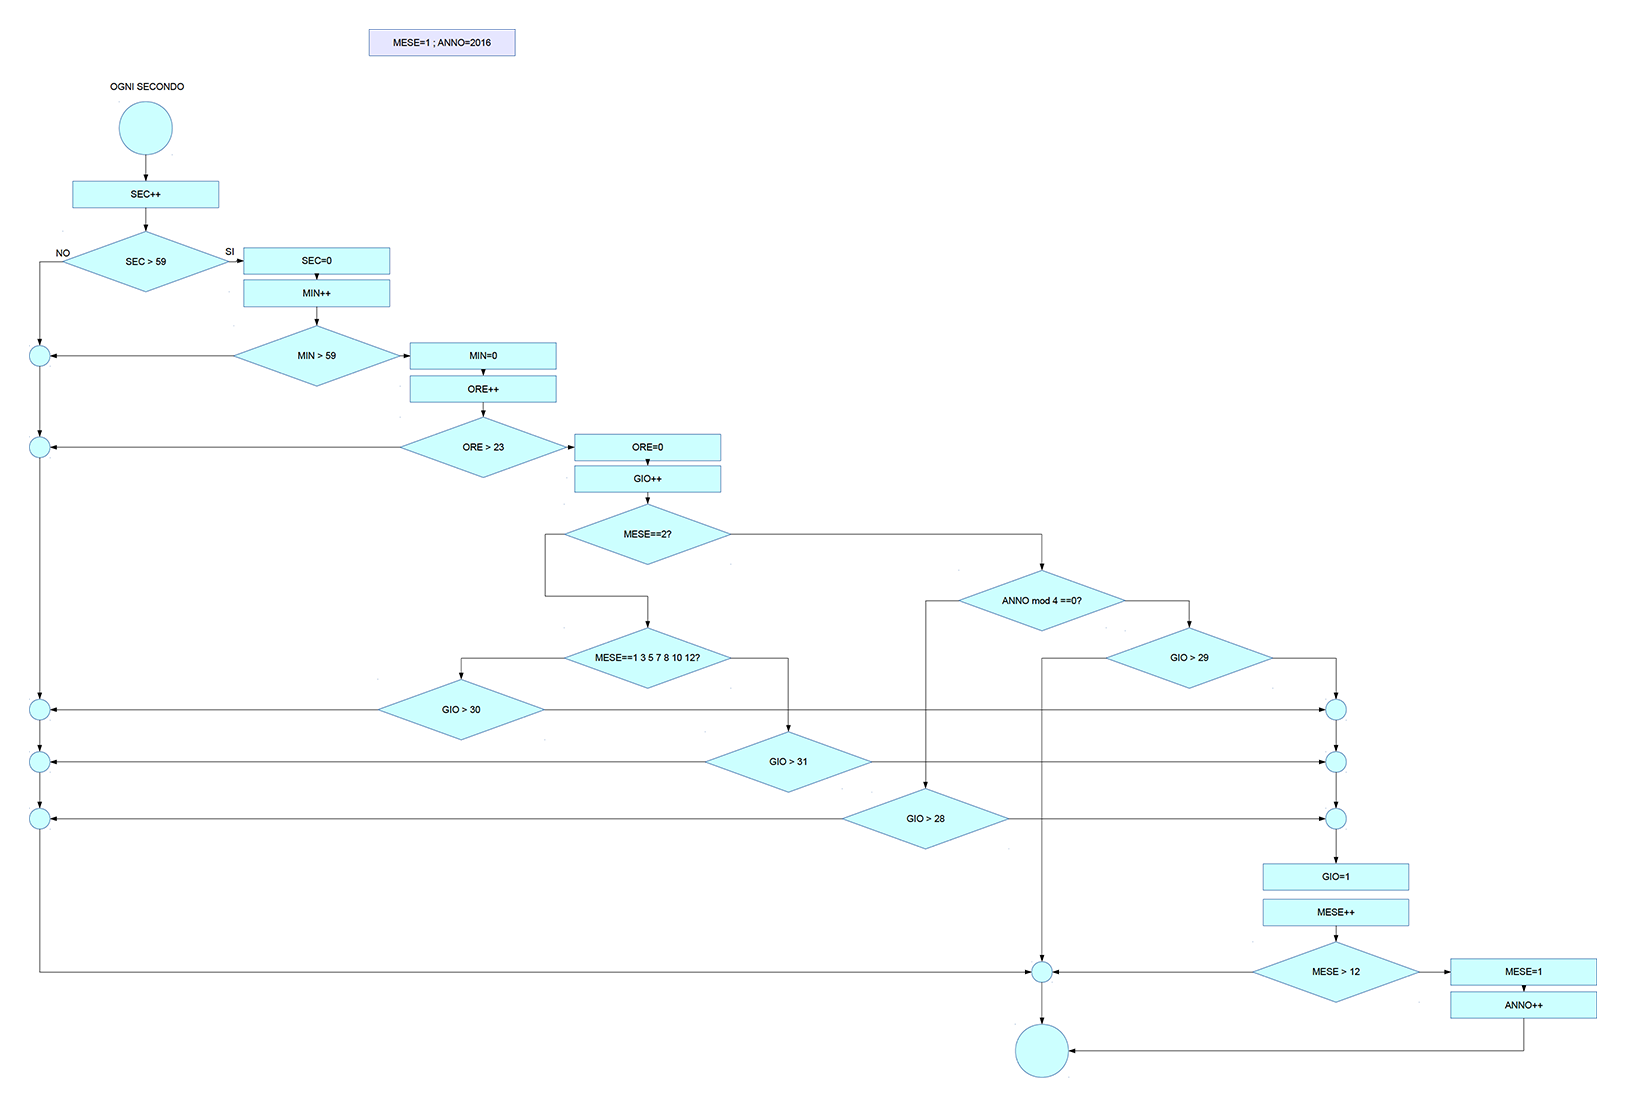 MESE=1 ; ANNO=2016
OGNI SECONDO
SEC++
NO
SI
SEC > 59
SEC=0
MIN++
MIN > 59
MIN=0
ORE++
ORE > 23
ORE=0
GIO++
MESE==2?
ANNO mod 4 ==0?
MESE==1 3 5 7 8 10 12?
GIO > 29
GIO > 30
GIO > 31
GIO > 28
GIO=1
MESE++
MESE > 12
MESE=1
ANNO++